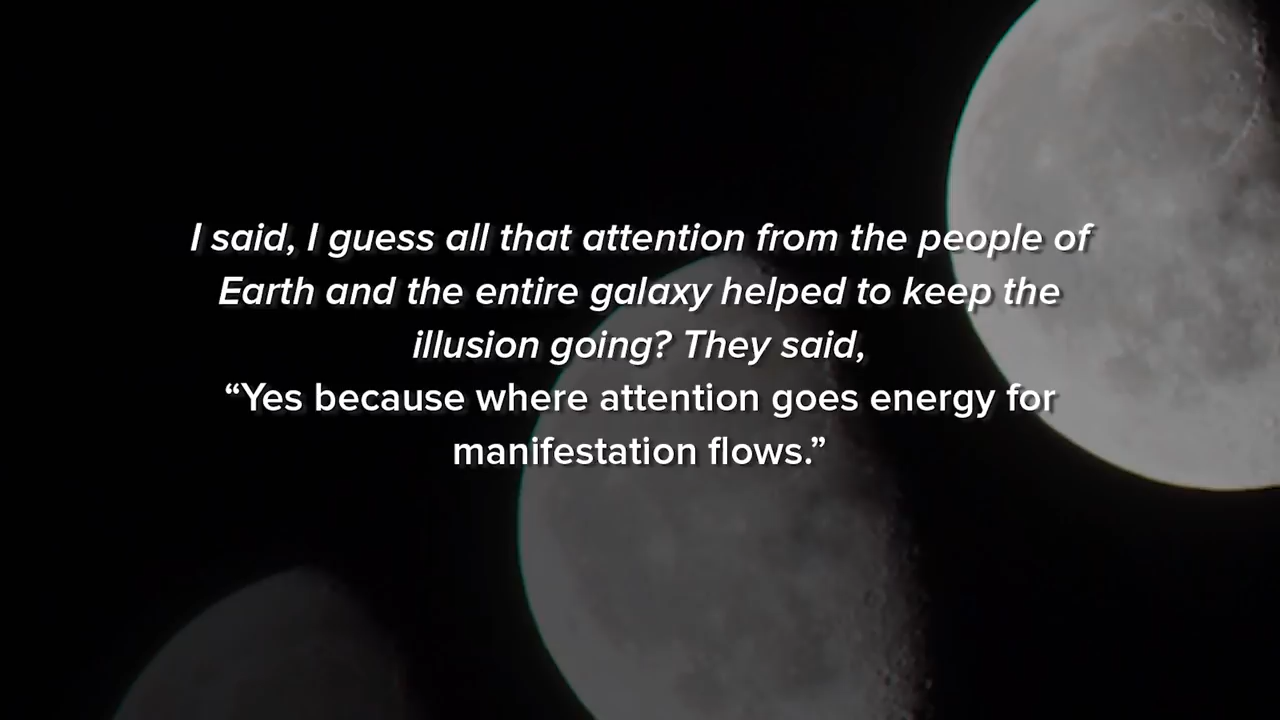 I said, I guess all that attention from the people of
Earth and the entire galaxy helped to keep the
illusion going? They said,
“Yes because where attention goes energy for
manifestation flows.”